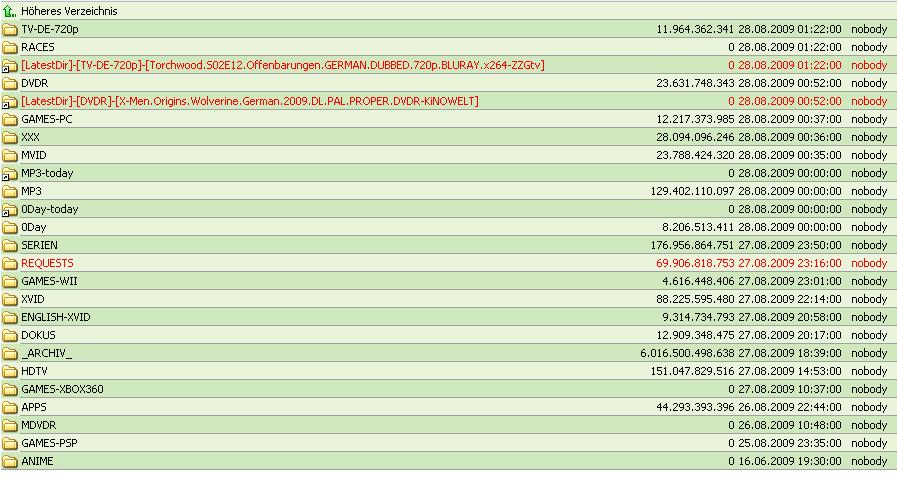 Höheres Verzeichnis
TV-DE-720p 11.964.362.341 28.08.2009 01:22:00 nobody
RACES 0 28.08.2009 01:22:00 nobody
[LatestDir]-[TV-DE-720p]-[Torchwood.S02E12.Offenbarungen.GERMAN.DUBBED.720p.BLURAY.x264-ZZGtv] 0 28.08.2009 01:22:00 nobody
DVDR 23.631.748.343 28.08.2009 00:52:00 nobody
[LatestDir]-[DVDR]-[X-Men.Origins.Wolverine.German.2009.DL.PAL.PROPER.DVDR-KiNOWELT] 0 28.08.2009 00:52:00 nobody
GAMES-PC 12.217.373.985 28.08.2009 00:37:00 nobody
XXX 28.094.096.246 28.08.2009 00:36:00 nobody
MVID 23.788.424.320 28.08.2009 00:35:00 nobody
MP3-today 0 28.08.2009 00:00:00 nobody
MP3 129.402.110.097 28.08.2009 00:00:00 nobody
0Day-today 0 28.08.2009 00:00:00 nobody
0Day 8.206.513.411 28.08.2009 00:00:00 nobody
SERIEN 176.956.864.751 27.08.2009 23:50:00 nobody
REQUESTS 69.906.818.753 27.08.2009 23:16:00 nobody
GAMES-WII 4.616.448.406 27.08.2009 23:01:00 nobody
XVID 88.225.595.480 27.08.2009 22:14:00 nobody
ENGLISH-XVID 9.314.734.793 27.08.2009 20:58:00 nobody
DOKUS 12.909.348.475 27.08.2009 20:17:00 nobody
_ARCHIV_ 6.016.500.498.638 27.08.2009 18:39:00 nobody
HDTV 151.047.829.516 27.08.2009 14:53:00 nobody
GAMES-XBOX360 0 27.08.2009 10:37:00 nobody
APPS 44.293.393.396 26.08.2009 22:44:00 nobody
MDVDR 0 26.08.2009 10:48:00 nobody
GAMES-PSP 0 25.08.2009 23:35:00 nobody
ANIME 0 16.06.2009 19:30:00 nobody